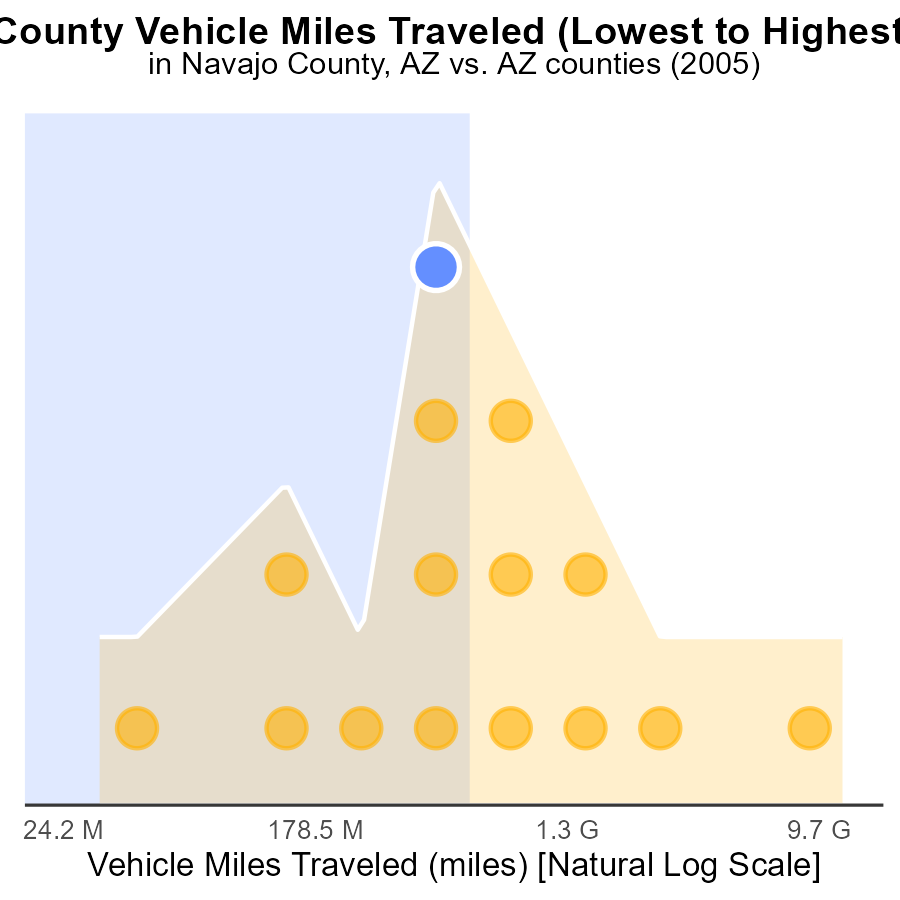 County Vehicle Miles Traveled (Lowest to Highest
in Navajo County, AZ vs. AZ counties (2005)
24.2 M 178.5 M 1.3 G 9.7 G
Vehicle Miles Traveled (miles) [Natural Log Scale]